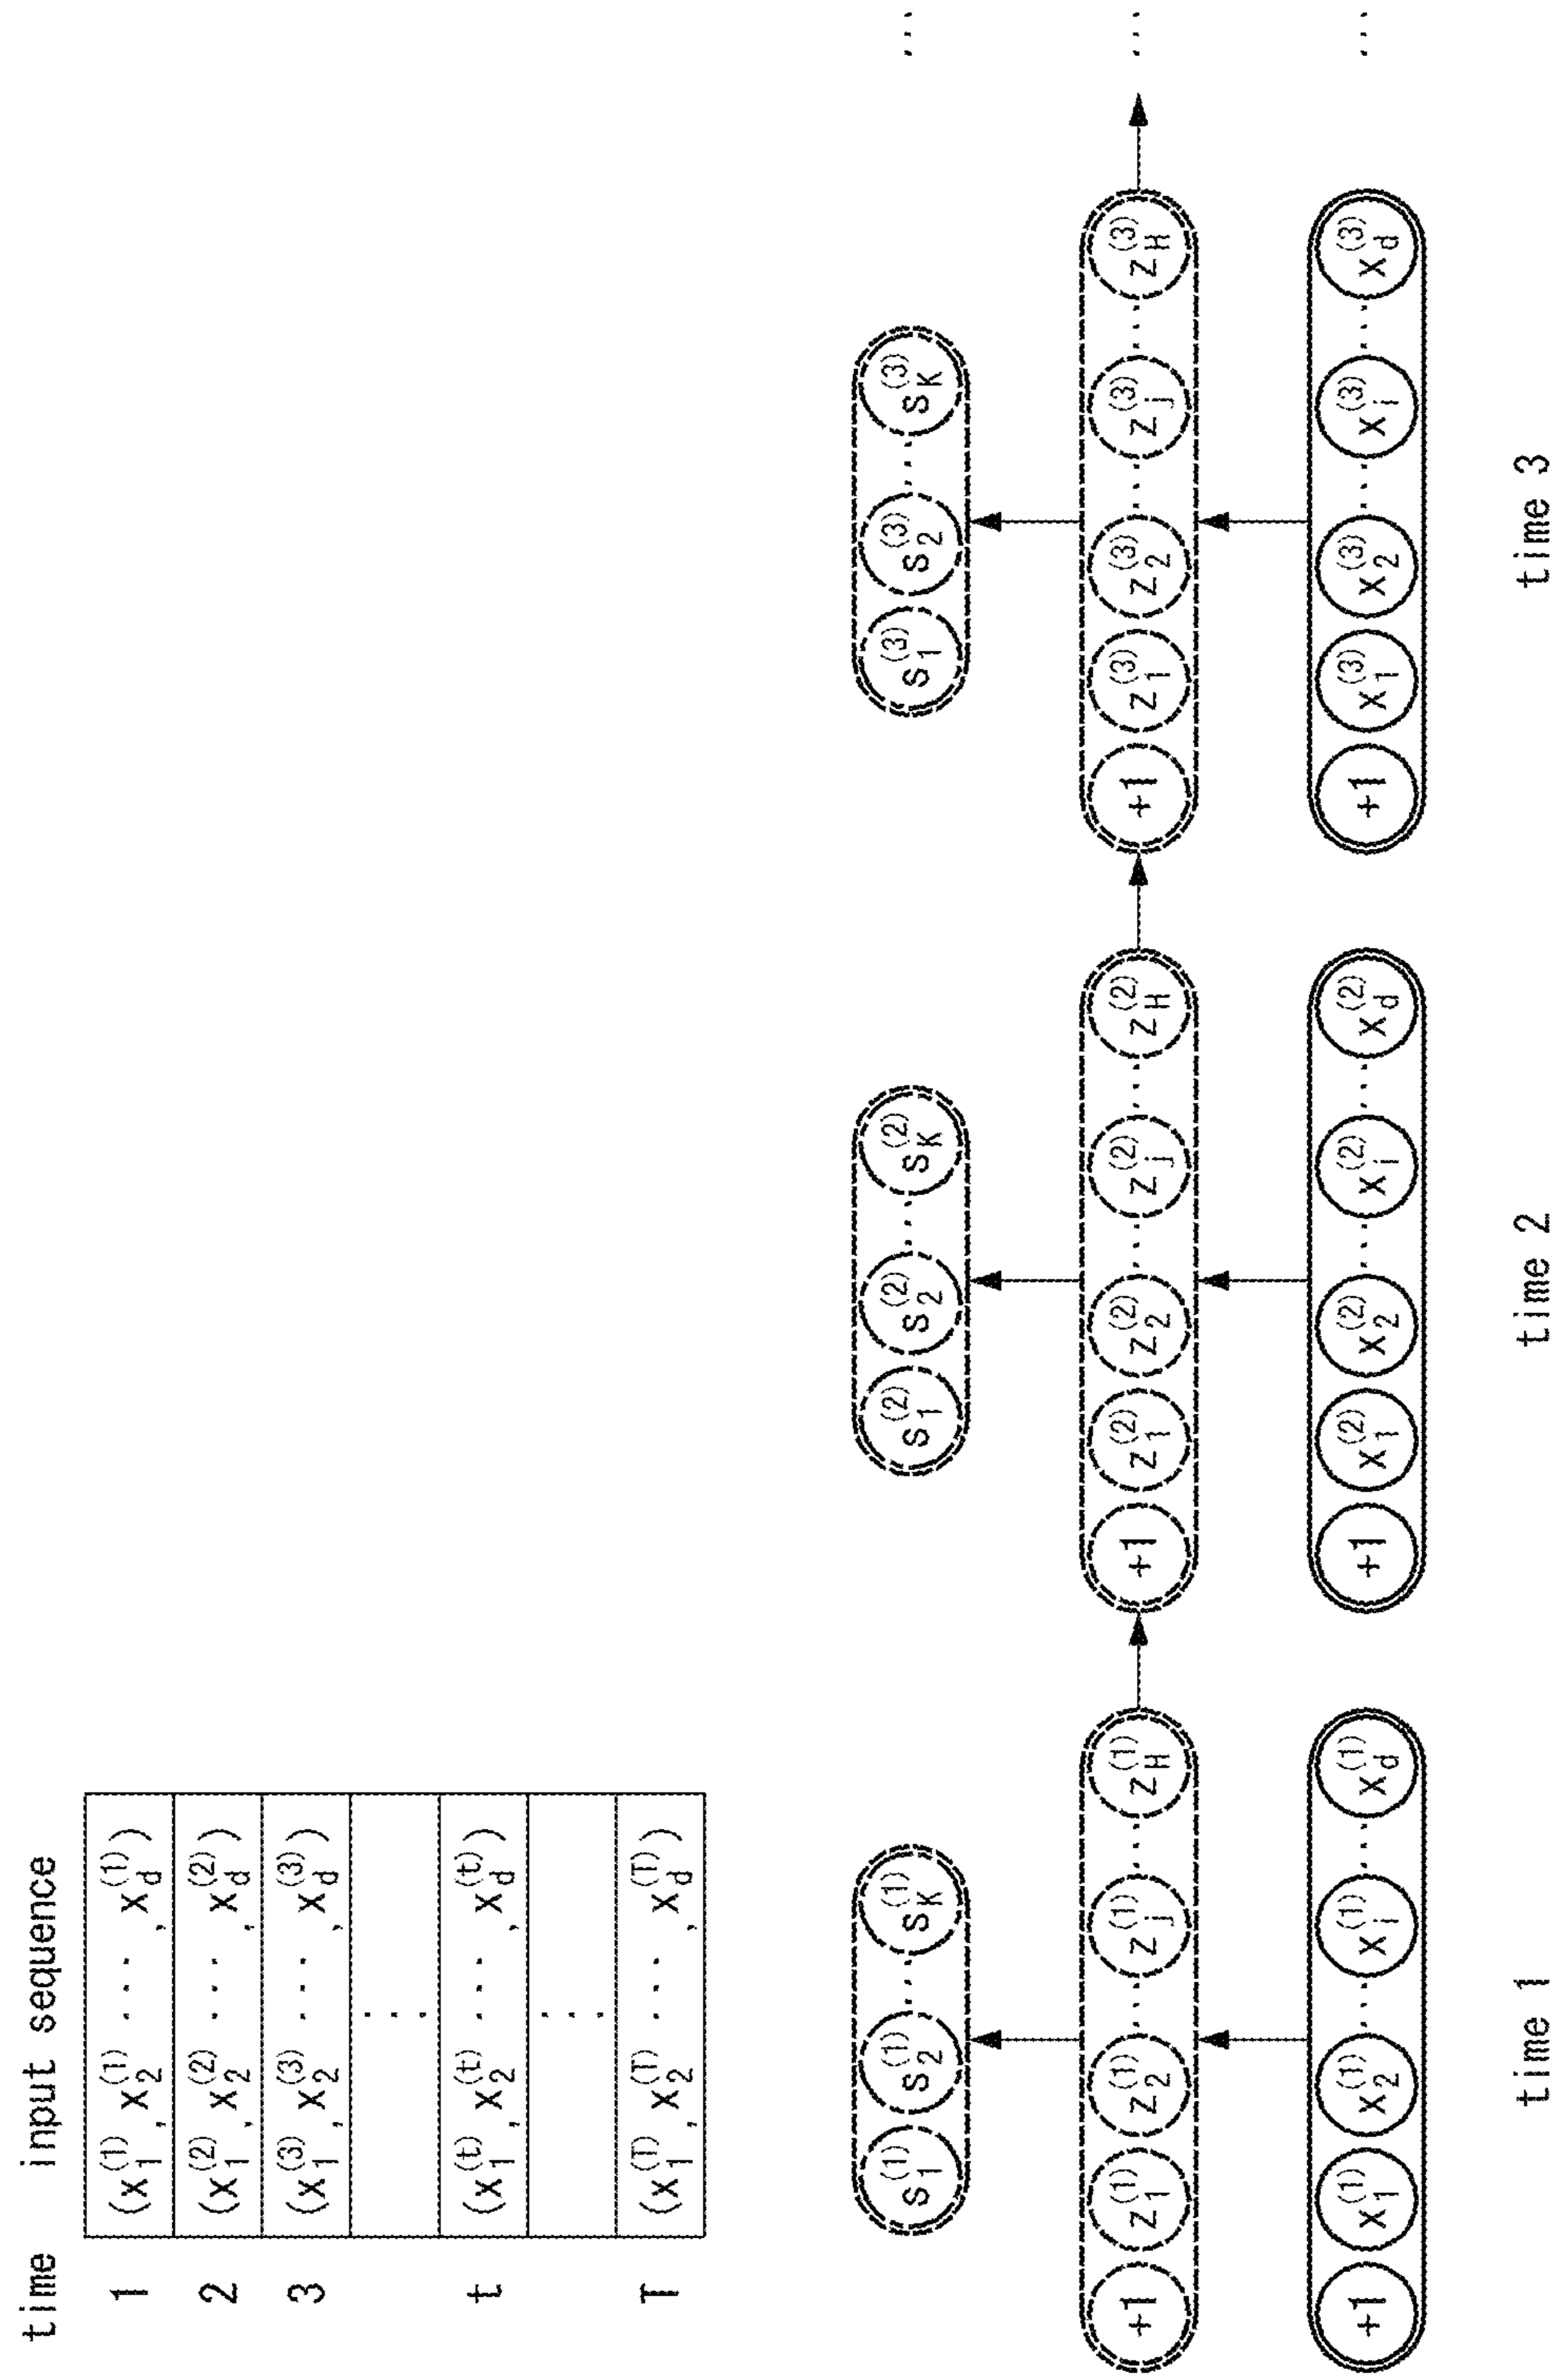 time input sequence
1 (x₁⁽¹⁾, x₂⁽¹⁾ ··· , x_d⁽¹⁾)
2 (x₁⁽²⁾, x₂⁽²⁾ ··· , x_d⁽²⁾)
3 (x₁⁽³⁾, x₂⁽³⁾ ··· , x_d⁽³⁾)
⋮
t (x₁⁽ᵗ⁾, x₂⁽ᵗ⁾ ··· , x_d⁽ᵗ⁾)
⋮
T (x₁⁽ᵀ⁾, x₂⁽ᵀ⁾ ··· , x_d⁽ᵀ⁾)
s₁⁽¹⁾ s₂⁽¹⁾ ··· s_K⁽¹⁾ s₁⁽²⁾ s₂⁽²⁾ ··· s_K⁽²⁾ s₁⁽³⁾ s₂⁽³⁾ ··· s_K⁽³⁾ ···
+1 z₁⁽¹⁾ z₂⁽¹⁾ ··· z_j⁽¹⁾ ··· z_H⁽¹⁾ +1 z₁⁽²⁾ z₂⁽²⁾ ··· z_j⁽²⁾ ··· z_H⁽²⁾ +1 z₁⁽³⁾ z₂⁽³⁾ ··· z_j⁽³⁾ ··· z_H⁽³⁾ ···
+1 x₁⁽¹⁾ x₂⁽¹⁾ ··· x_i⁽¹⁾ ··· x_d⁽¹⁾ +1 x₁⁽²⁾ x₂⁽²⁾ ··· x_i⁽²⁾ ··· x_d⁽²⁾ +1 x₁⁽³⁾ x₂⁽³⁾ ··· x_i⁽³⁾ ··· x_d⁽³⁾ ···
time 1 time 2 time 3